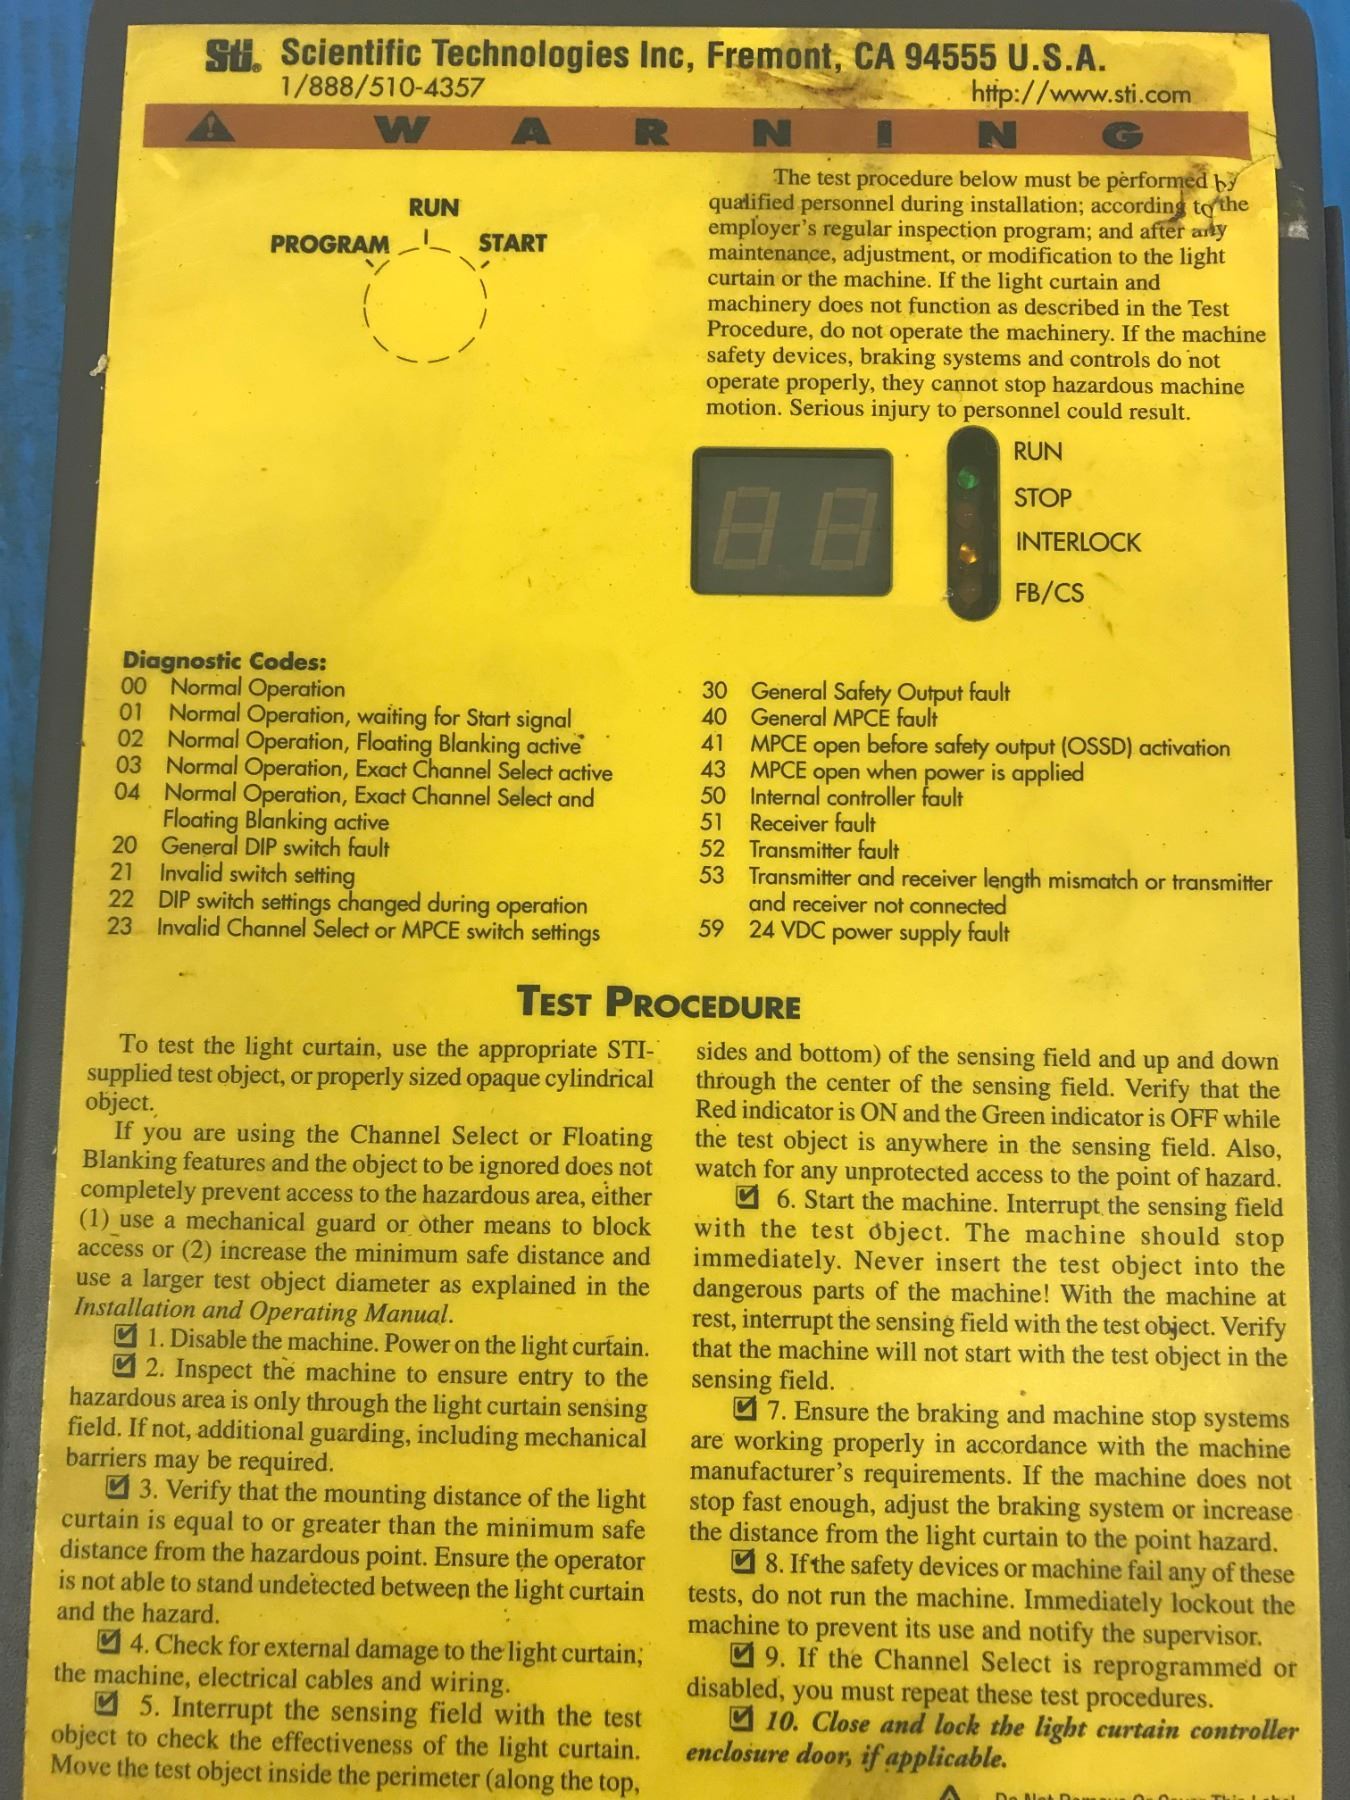 Sti® Scientific Technologies Inc, Fremont, CA 94555 U.S.A.
1/888/510-4357
http://www.sti.com
WARNING
RUN
PROGRAM
START
The test procedure below must be performed by
qualified personnel during installation; according to the
employer's regular inspection program; and after any
maintenance, adjustment, or modification to the light
curtain or the machine. If the light curtain and
machinery does not function as described in the Test
Procedure, do not operate the machinery. If the machine
safety devices, braking systems and controls do not
operate properly, they cannot stop hazardous machine
motion. Serious injury to personnel could result.
RUN
STOP
INTERLOCK
FB/CS
Diagnostic Codes:
00 Normal Operation
01 Normal Operation, waiting for Start signal
02 Normal Operation, Floating Blanking active
03 Normal Operation, Exact Channel Select active
04 Normal Operation, Exact Channel Select and
Floating Blanking active
20 General DIP switch fault
21 Invalid switch setting
22 DIP switch settings changed during operation
23 Invalid Channel Select or MPCE switch settings
30 General Safety Output fault
40 General MPCE fault
41 MPCE open before safety output (OSSD) activation
43 MPCE open when power is applied
50 Internal controller fault
51 Receiver fault
52 Transmitter fault
53 Transmitter and receiver length mismatch or transmitter
and receiver not connected
59 24 VDC power supply fault
TEST PROCEDURE
To test the light curtain, use the appropriate STI-
supplied test object, or properly sized opaque cylindrical
object.
If you are using the Channel Select or Floating
Blanking features and the object to be ignored does not
completely prevent access to the hazardous area, either
(1) use a mechanical guard or other means to block
access or (2) increase the minimum safe distance and
use a larger test object diameter as explained in the
Installation and Operating Manual.
1. Disable the machine. Power on the light curtain.
2. Inspect the machine to ensure entry to the
hazardous area is only through the light curtain sensing
field. If not, additional guarding, including mechanical
barriers may be required.
3. Verify that the mounting distance of the light
curtain is equal to or greater than the minimum safe
distance from the hazardous point. Ensure the operator
is not able to stand undetected between the light curtain
and the hazard.
4. Check for external damage to the light curtain,
the machine, electrical cables and wiring.
5. Interrupt the sensing field with the test
object to check the effectiveness of the light curtain.
Move the test object inside the perimeter (along the top,
sides and bottom) of the sensing field and up and down
through the center of the sensing field. Verify that the
Red indicator is ON and the Green indicator is OFF while
the test object is anywhere in the sensing field. Also,
watch for any unprotected access to the point of hazard.
6. Start the machine. Interrupt the sensing field
with the test object. The machine should stop
immediately. Never insert the test object into the
dangerous parts of the machine! With the machine at
rest, interrupt the sensing field with the test object. Verify
that the machine will not start with the test object in the
sensing field.
7. Ensure the braking and machine stop systems
are working properly in accordance with the machine
manufacturer's requirements. If the machine does not
stop fast enough, adjust the braking system or increase
the distance from the light curtain to the point hazard.
8. If the safety devices or machine fail any of these
tests, do not run the machine. Immediately lockout the
machine to prevent its use and notify the supervisor.
9. If the Channel Select is reprogrammed or
disabled, you must repeat these test procedures.
10. Close and lock the light curtain controller
enclosure door, if applicable.
Do Not Remove Or Cover This Label